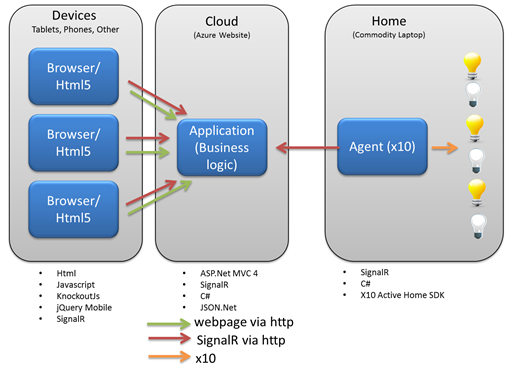 Devices
Tablets, Phones, Other
Browser/
Html5
Browser/
Html5
Browser/
Html5
Cloud
(Azure Website)
Application
(Business
logic)
Home
(Commodity Laptop)
Agent (x10)
• Html
• Javascript
• KnockoutJs
• jQuery Mobile
• SignalR
• ASP.Net MVC 4
• SignalR
• C#
• JSON.Net
• SignalR
• C#
• X10 Active Home SDK
webpage via http
SignalR via http
x10